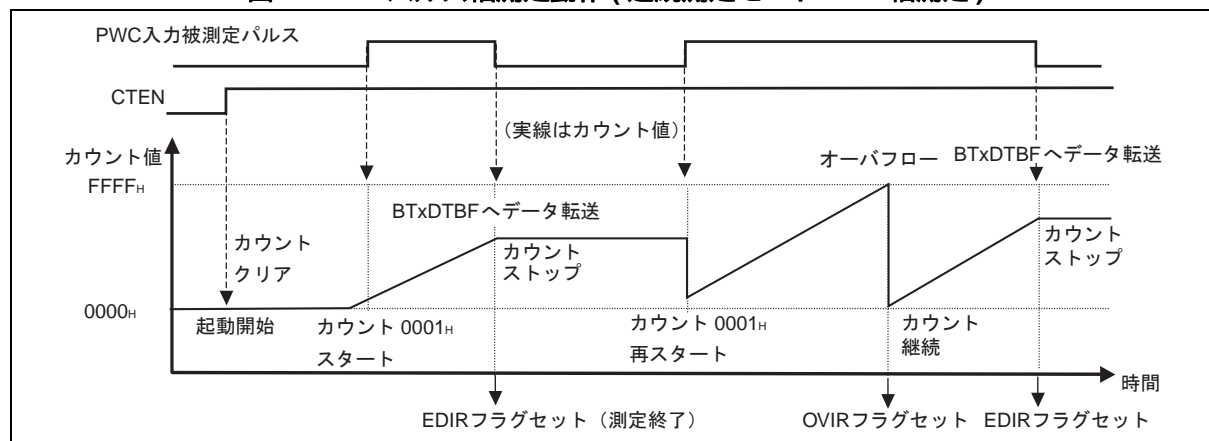 PWC入力被測定パルス
CTEN
(実線はカウント値)
カウント値
オーバフロー
BTxDTBFへデータ転送
FFFFH
BTxDTBFへデータ転送
カウント
クリア
カウント
ストップ
カウント
ストップ
0000H
起動開始
カウント 0001H
スタート
カウント 0001H
再スタート
カウント
継続
時間
EDIRフラグセット(測定終了)
OVIRフラグセット
EDIRフラグセット